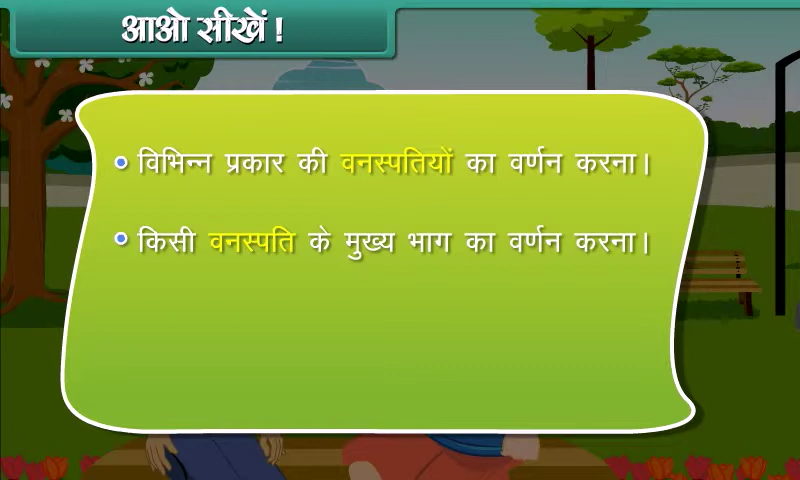 आओ सीखें!
विभिन्न प्रकार की वनस्पतियों का वर्णन करना।
किसी वनस्पति के मुख्य भाग का वर्णन करना।